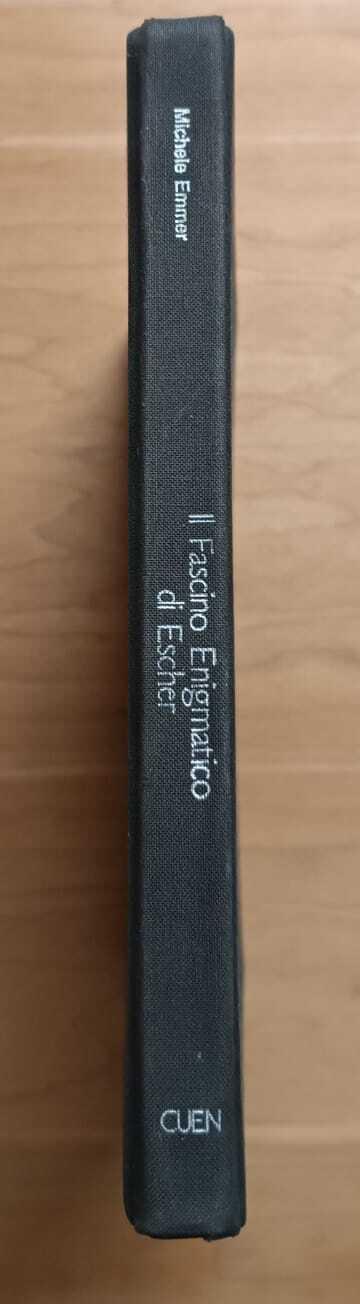 Michele Emmer
Il Fascino Enigmatico
di Escher
CUEN